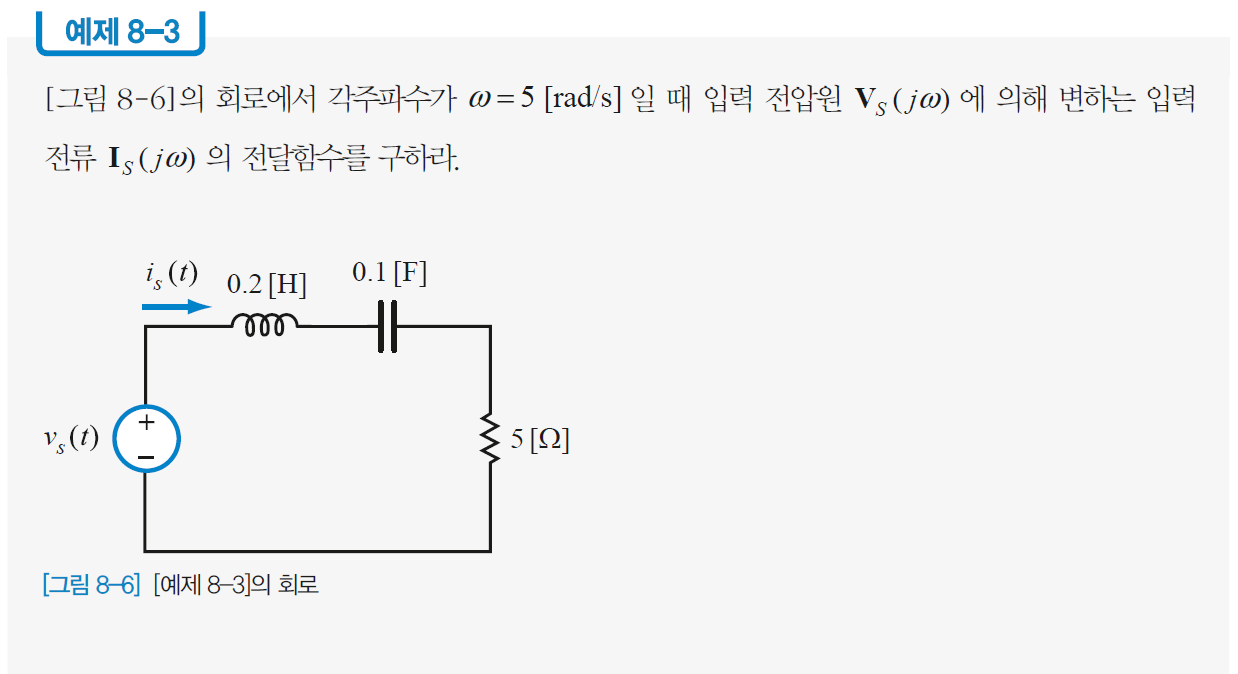 예제 8-3
[그림 8-6]의 회로에서 각주파수가 ω = 5 [rad/s] 일 때 입력 전압원 V_S(jω) 에 의해 변하는 입력
전류 I_S(jω) 의 전달함수를 구하라.
i_s(t)
0.2 [H]
0.1 [F]
v_s(t)
+
−
5 [Ω]
[그림 8-6] [예제 8-3]의 회로